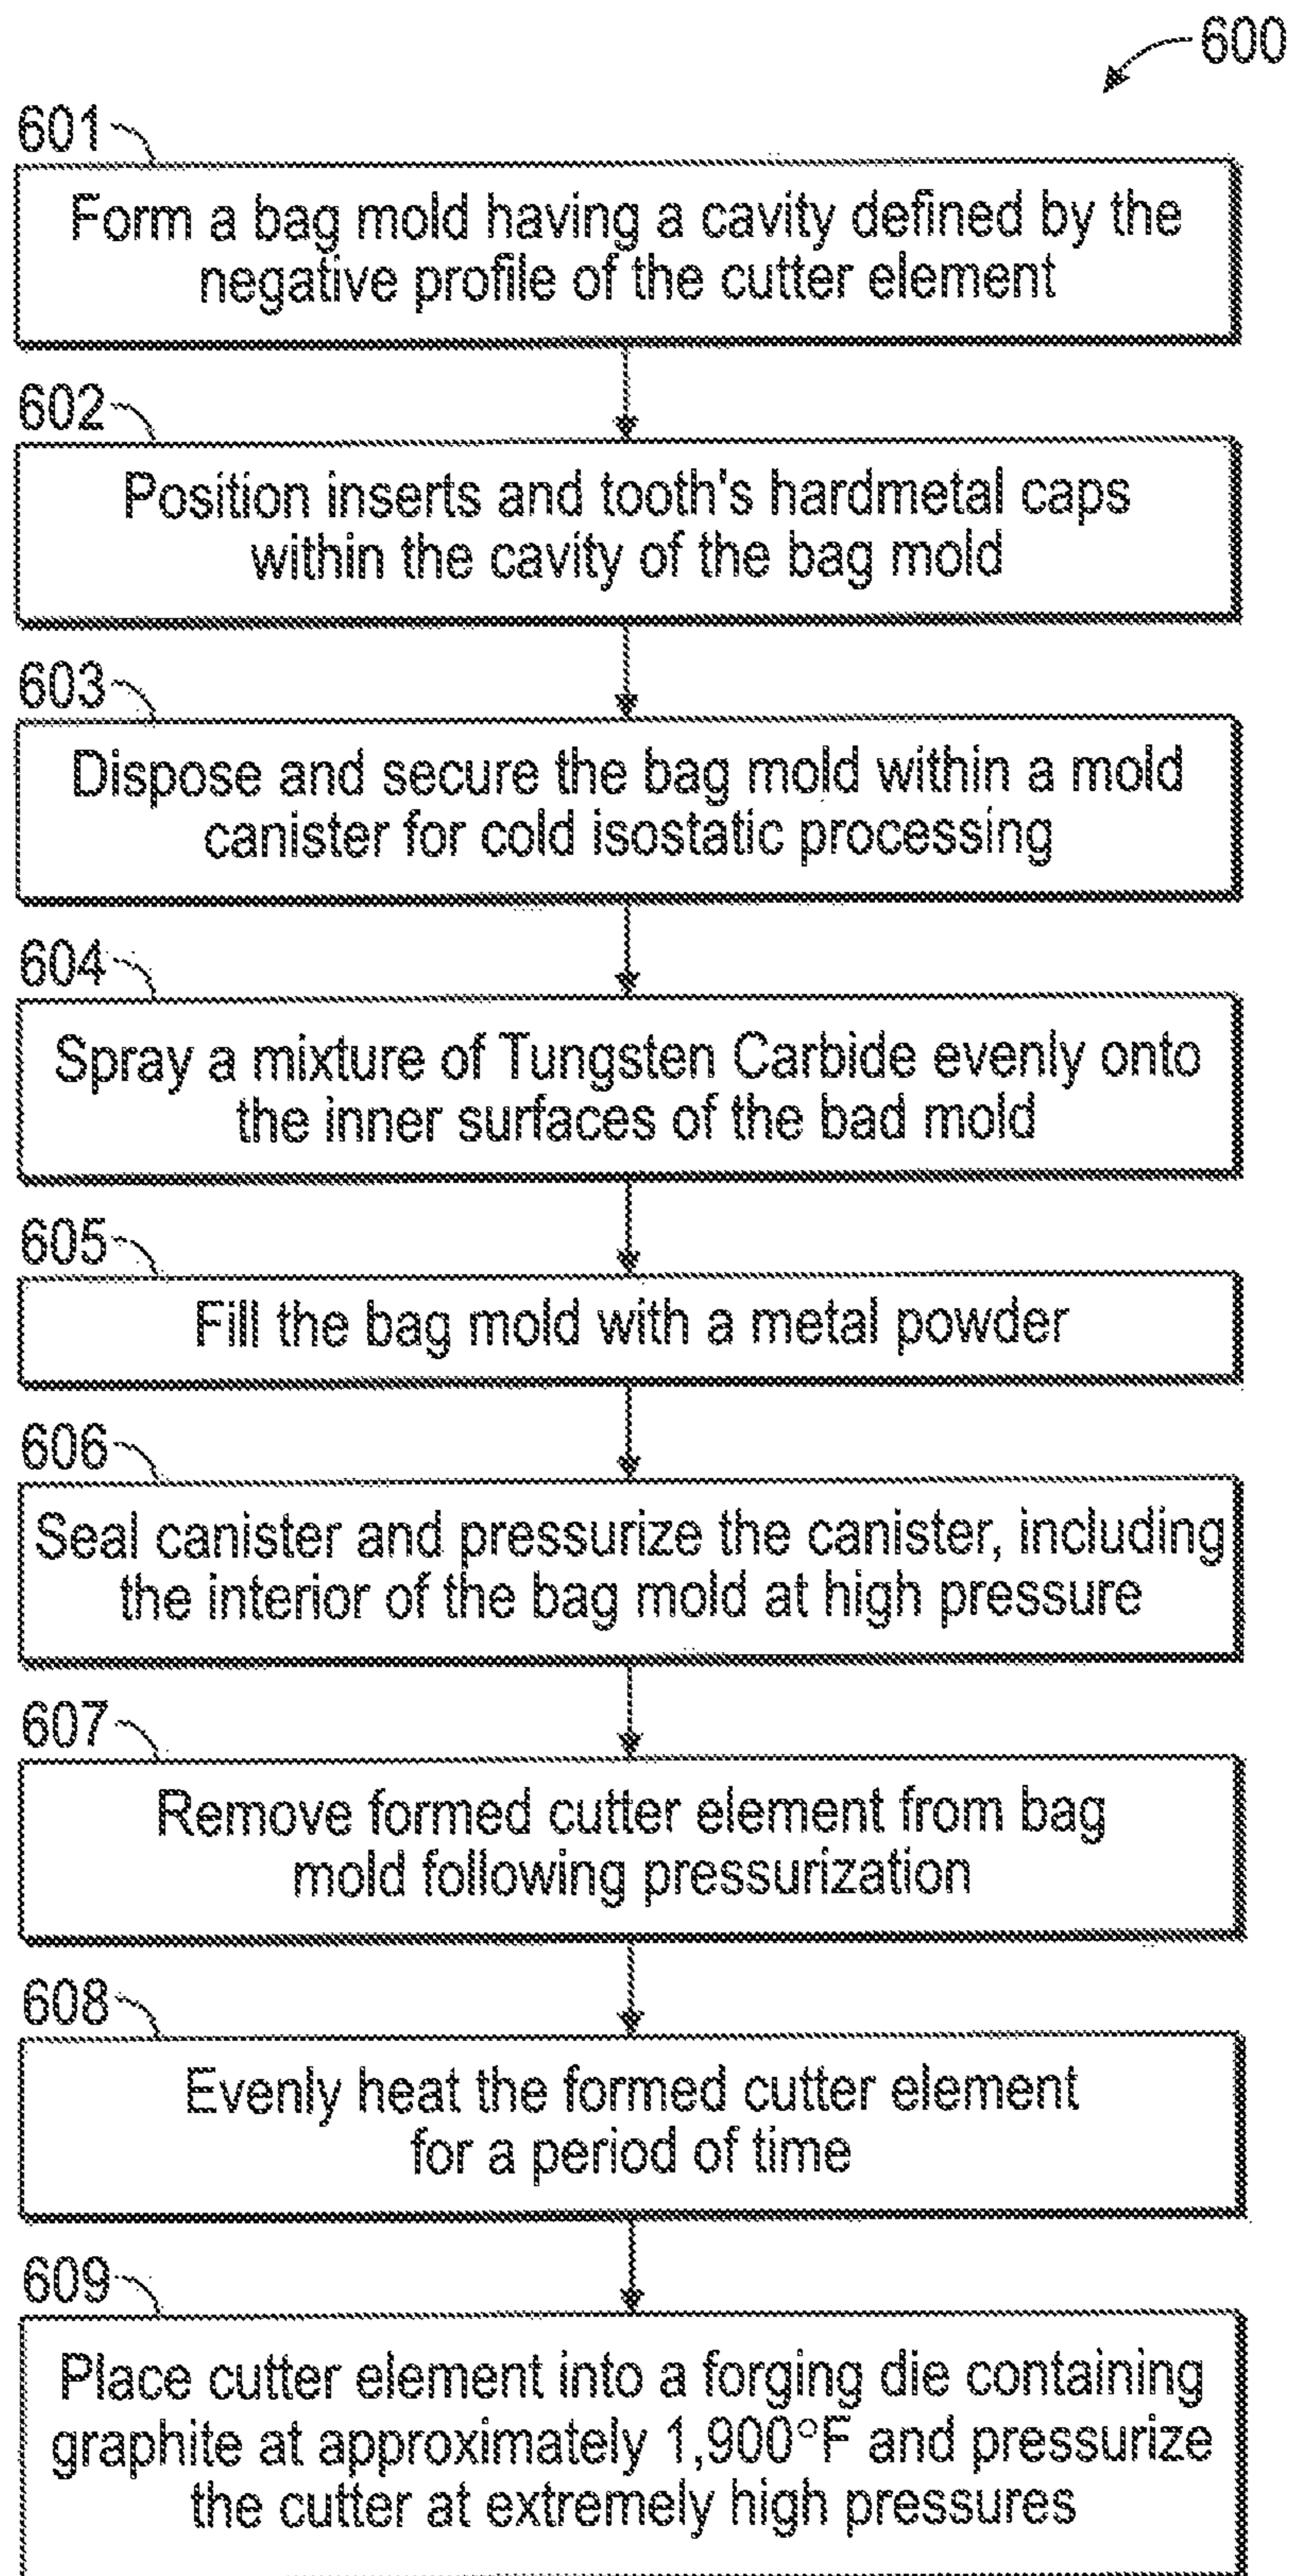 600
601
Form a bag mold having a cavity defined by the
negative profile of the cutter element
602
Position inserts and tooth's hardmetal caps
within the cavity of the bag mold
603
Dispose and secure the bag mold within a mold
canister for cold isostatic processing
604
Spray a mixture of Tungsten Carbide evenly onto
the inner surfaces of the bad mold
605
Fill the bag mold with a metal powder
606
Seal canister and pressurize the canister, including
the interior of the bag mold at high pressure
607
Remove formed cutter element from bag
mold following pressurization
608
Evenly heat the formed cutter element
for a period of time
609
Place cutter element into a forging die containing
graphite at approximately 1,900°F and pressurize
the cutter at extremely high pressures